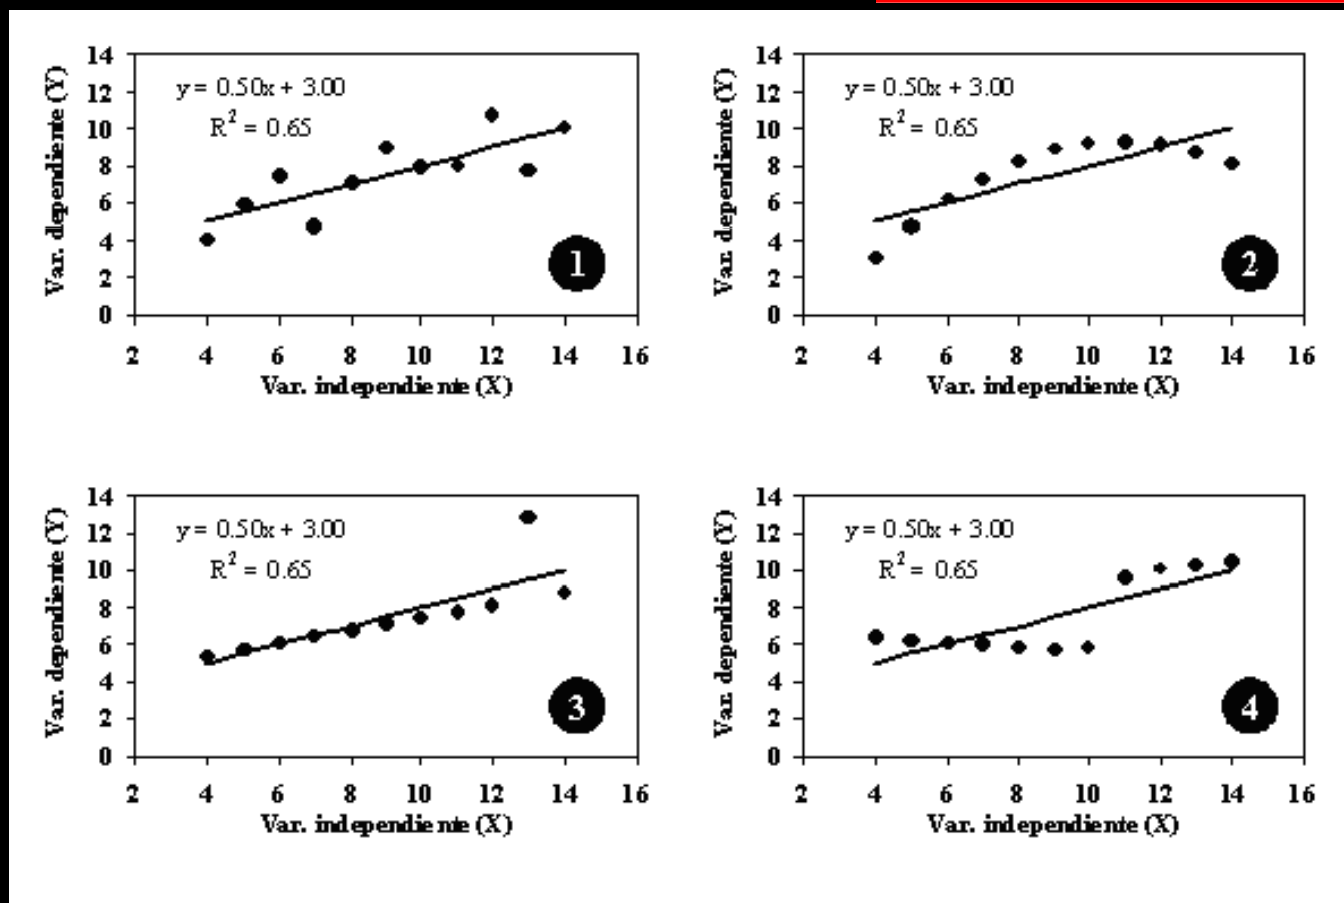 Var. dependiente (Y)
14
12
10
8
6
4
2
0
y = 0.50x + 3.00
R² = 0.65
1
2 4 6 8 10 12 14 16
Var. independiente (X)
Var. dependiente (Y)
14
12
10
8
6
4
2
0
y = 0.50x + 3.00
R² = 0.65
2
2 4 6 8 10 12 14 16
Var. independiente (X)
Var. dependiente (Y)
14
12
10
8
6
4
2
0
y = 0.50x + 3.00
R² = 0.65
3
2 4 6 8 10 12 14 16
Var. independiente (X)
Var. dependiente (Y)
14
12
10
8
6
4
2
0
y = 0.50x + 3.00
R² = 0.65
4
2 4 6 8 10 12 14 16
Var. independiente (X)